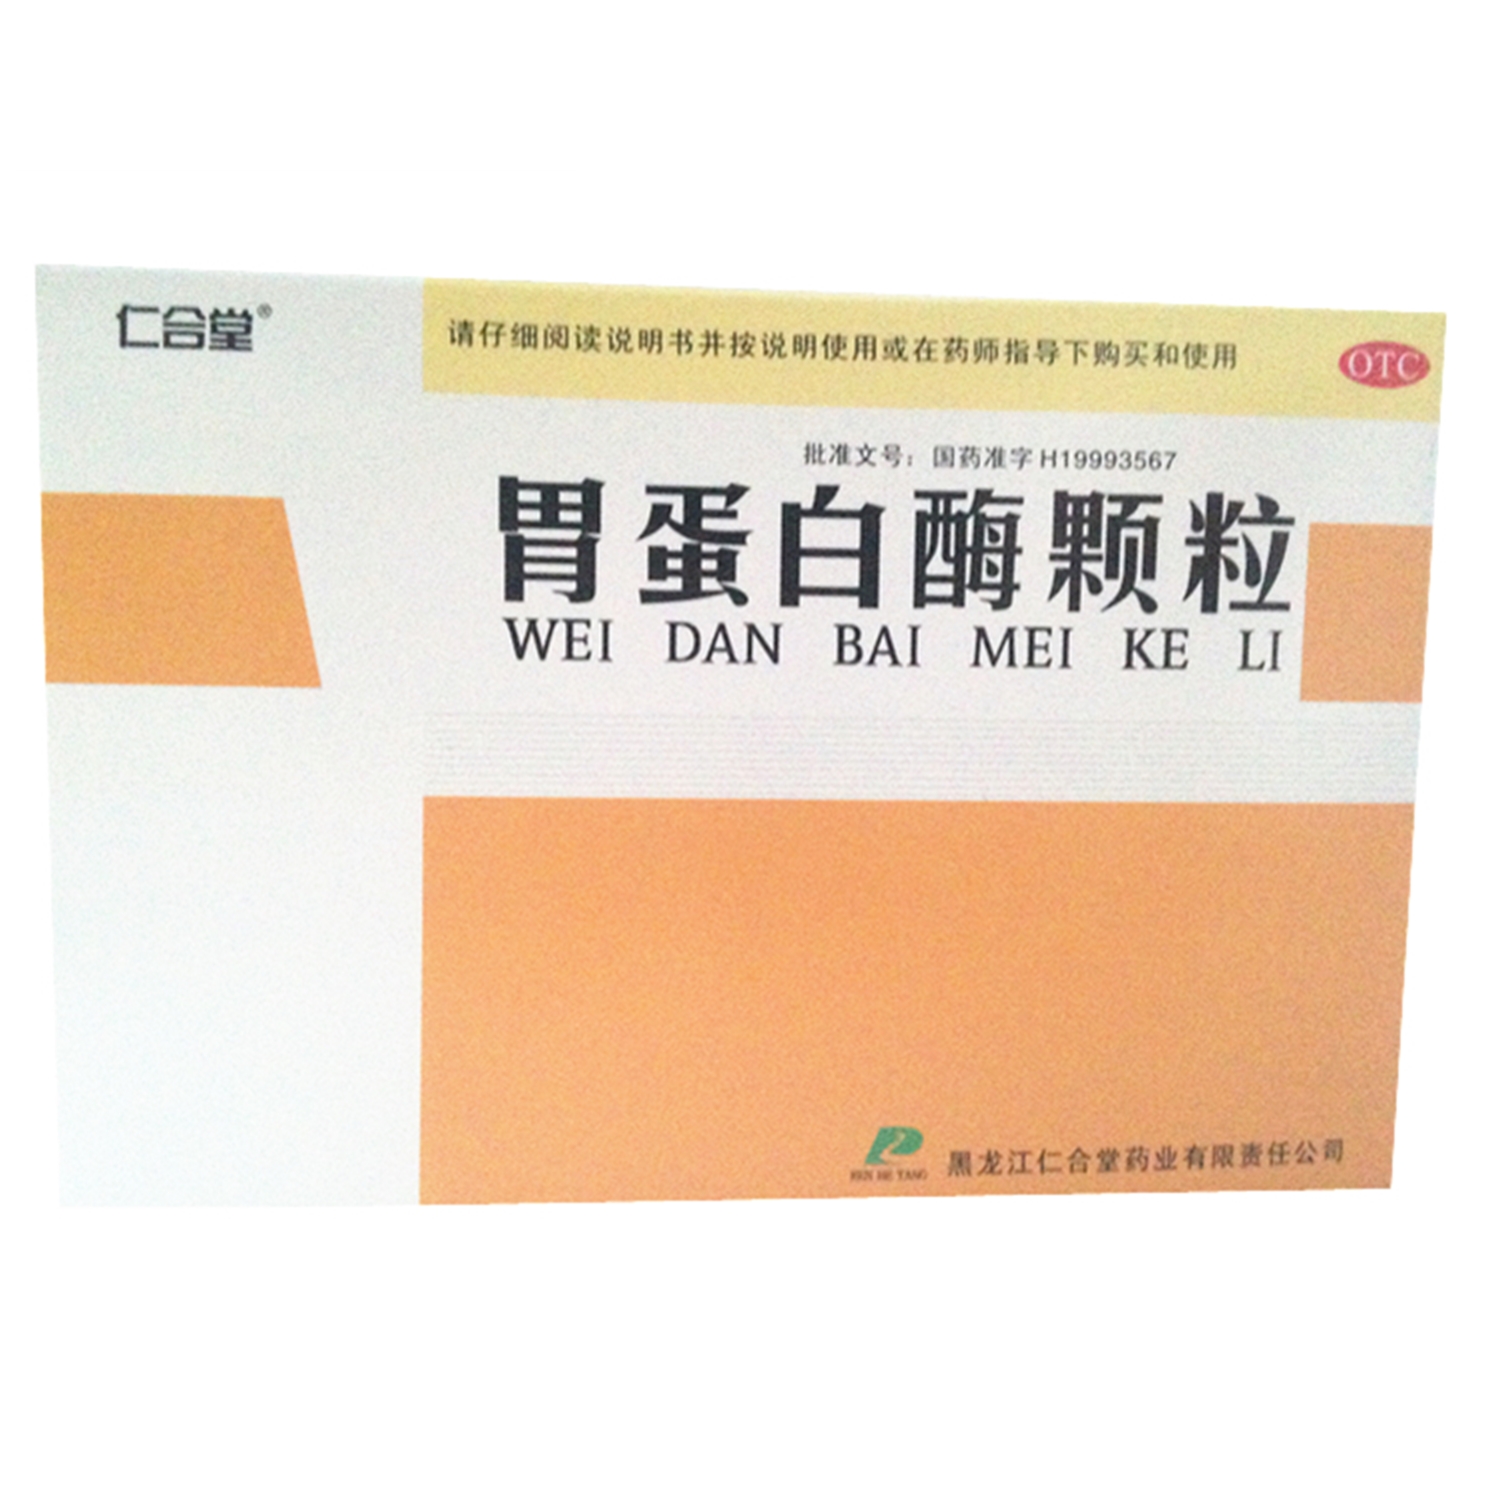 仁合堂®
请仔细阅读说明书并按说明使用或在药师指导下购买和使用
OTC
批准文号：国药准字H19993567
胃蛋白酶颗粒
WEI DAN BAI MEI KE LI
REN HE TANG
黑龙江仁合堂药业有限责任公司